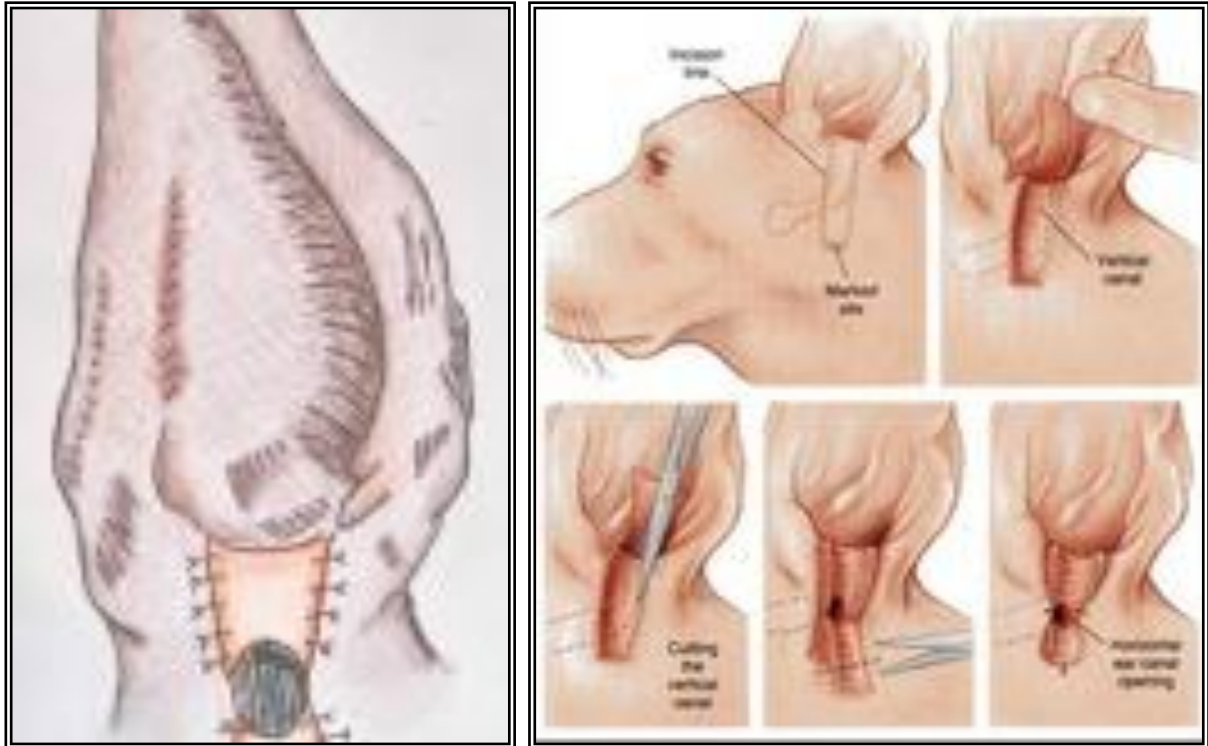 Incision
line
Marked
site
Vertical
canal
Cutting
the
vertical
canal
Horizontal
ear canal
opening